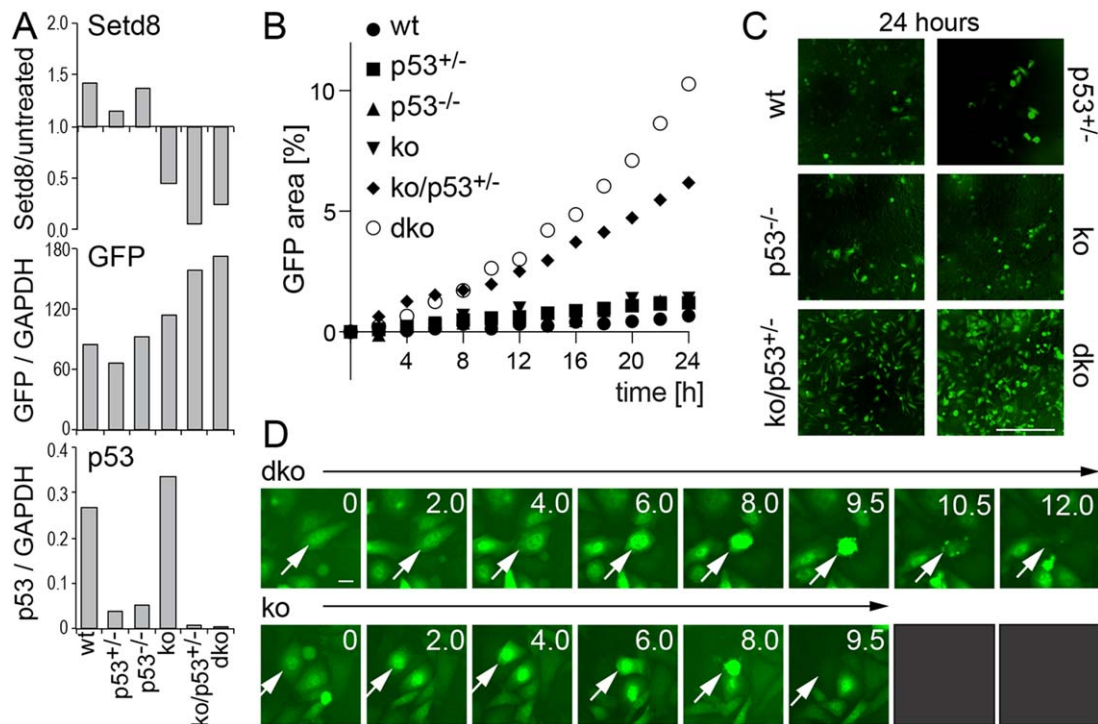 A
Setd8
Setd8/untreated
2.0
1.5
1.0
0.5
0.0
GFP
GFP / GAPDH
180
120
60
0
p53
p53 / GAPDH
0.4
0.3
0.2
0.1
0
wt
p53+/-
p53-/-
ko
ko/p53+/-
dko
B
wt
p53+/-
p53-/-
ko
ko/p53+/-
dko
GFP area [%]
10
5
0
4 8 12 16 20 24
time [h]
C
24 hours
wt
p53+/-
p53-/-
ko
ko/p53+/-
dko
D
dko
0 2.0 4.0 6.0 8.0 9.5 10.5 12.0
ko
0 2.0 4.0 6.0 8.0 9.5